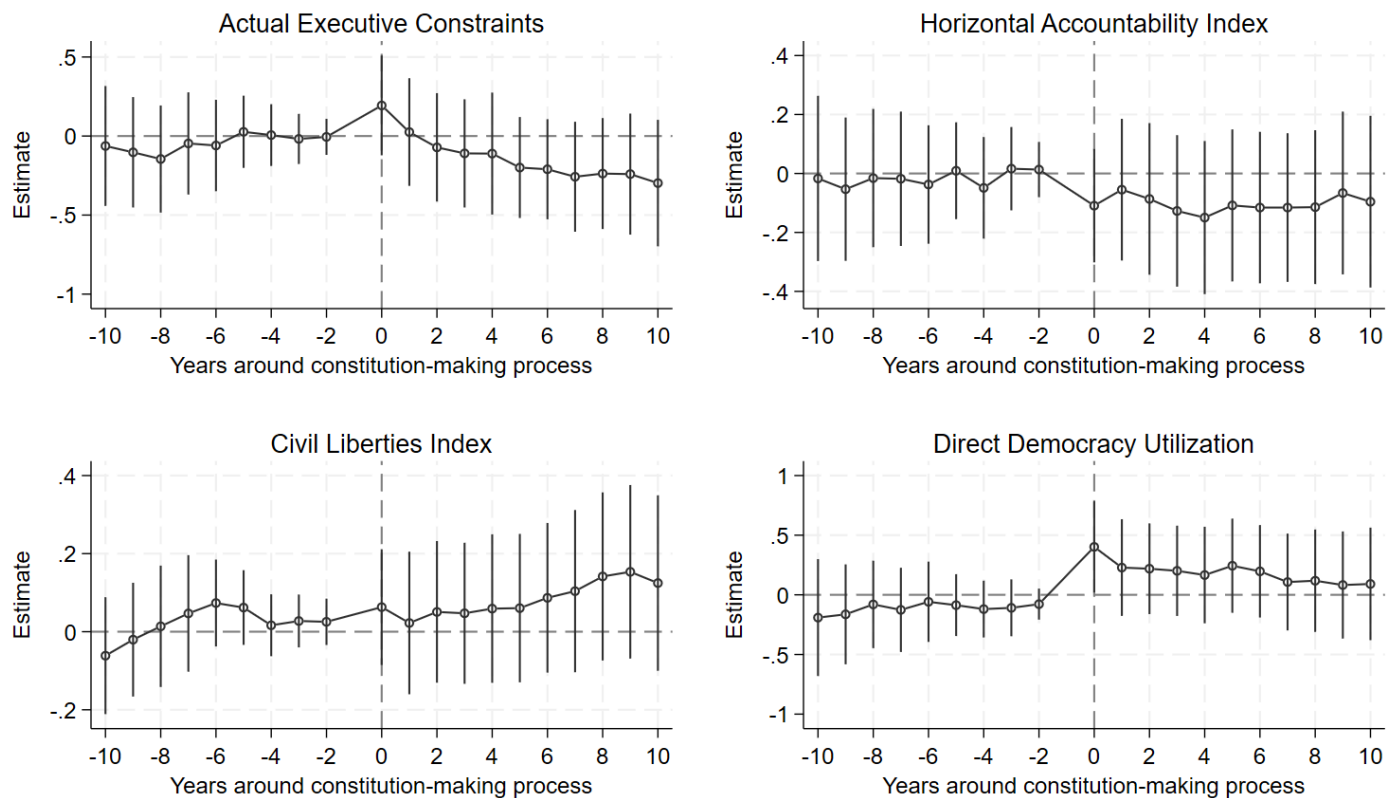 Actual Executive Constraints
Horizontal Accountability Index
.5
0
-.5
-1
Estimate
-10 -8 -6 -4 -2 0 2 4 6 8 10
Years around constitution-making process
.4
.2
0
-.2
-.4
Estimate
-10 -8 -6 -4 -2 0 2 4 6 8 10
Years around constitution-making process
Civil Liberties Index
Direct Democracy Utilization
.4
.2
0
-.2
Estimate
-10 -8 -6 -4 -2 0 2 4 6 8 10
Years around constitution-making process
1
.5
0
-.5
-1
Estimate
-10 -8 -6 -4 -2 0 2 4 6 8 10
Years around constitution-making process